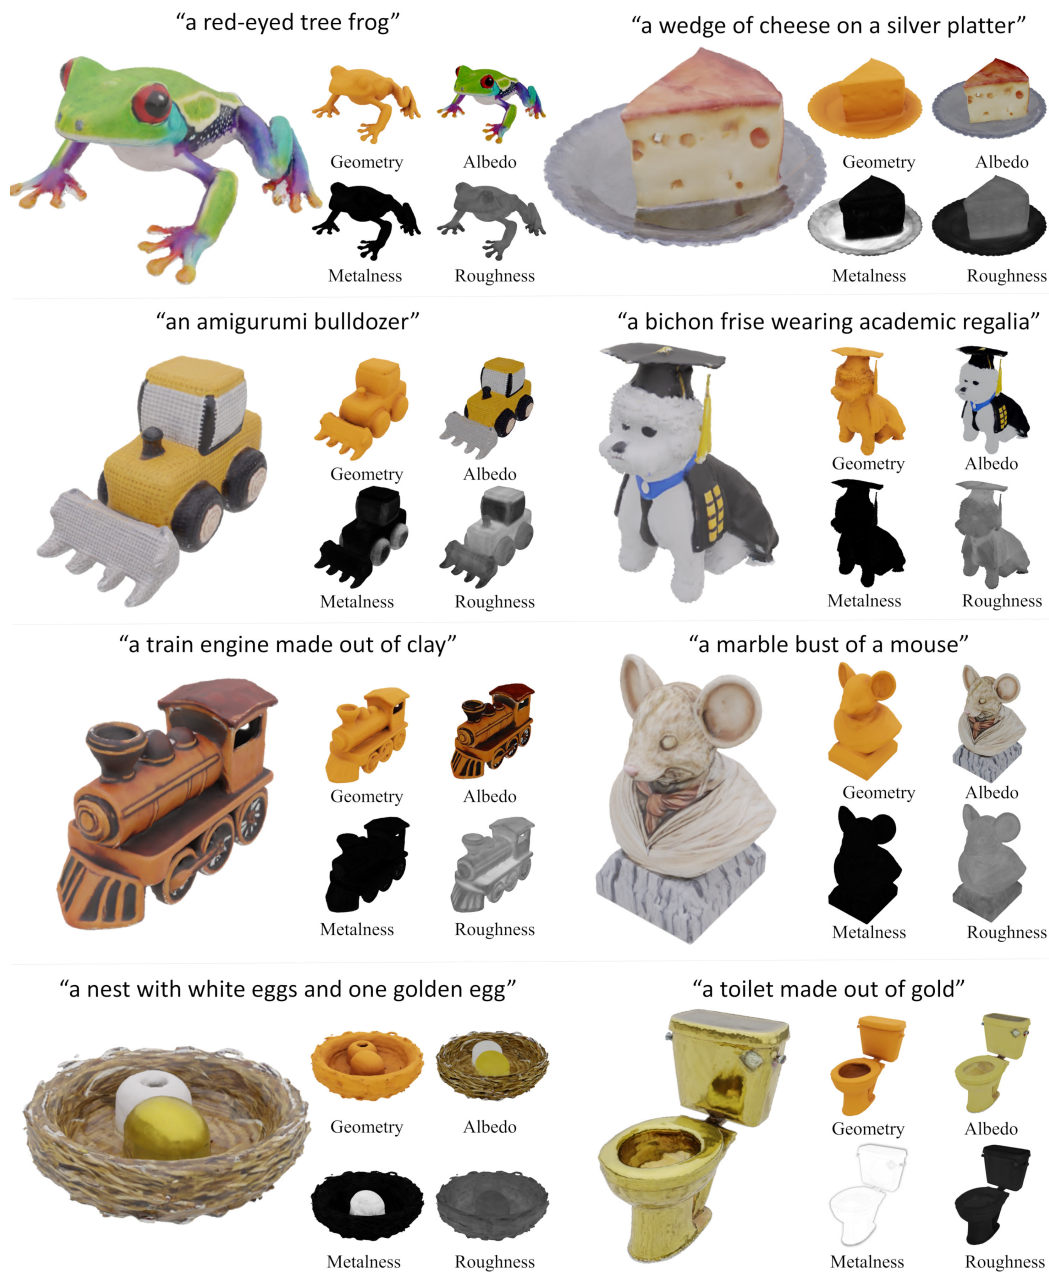 “a red-eyed tree frog”
Geometry
Albedo
Metalness
Roughness
“a wedge of cheese on a silver platter”
Geometry
Albedo
Metalness
Roughness
“an amigurumi bulldozer”
Geometry
Albedo
Metalness
Roughness
“a bichon frise wearing academic regalia”
Geometry
Albedo
Metalness
Roughness
“a train engine made out of clay”
Geometry
Albedo
Metalness
Roughness
“a marble bust of a mouse”
Geometry
Albedo
Metalness
Roughness
“a nest with white eggs and one golden egg”
Geometry
Albedo
Metalness
Roughness
“a toilet made out of gold”
Geometry
Albedo
Metalness
Roughness